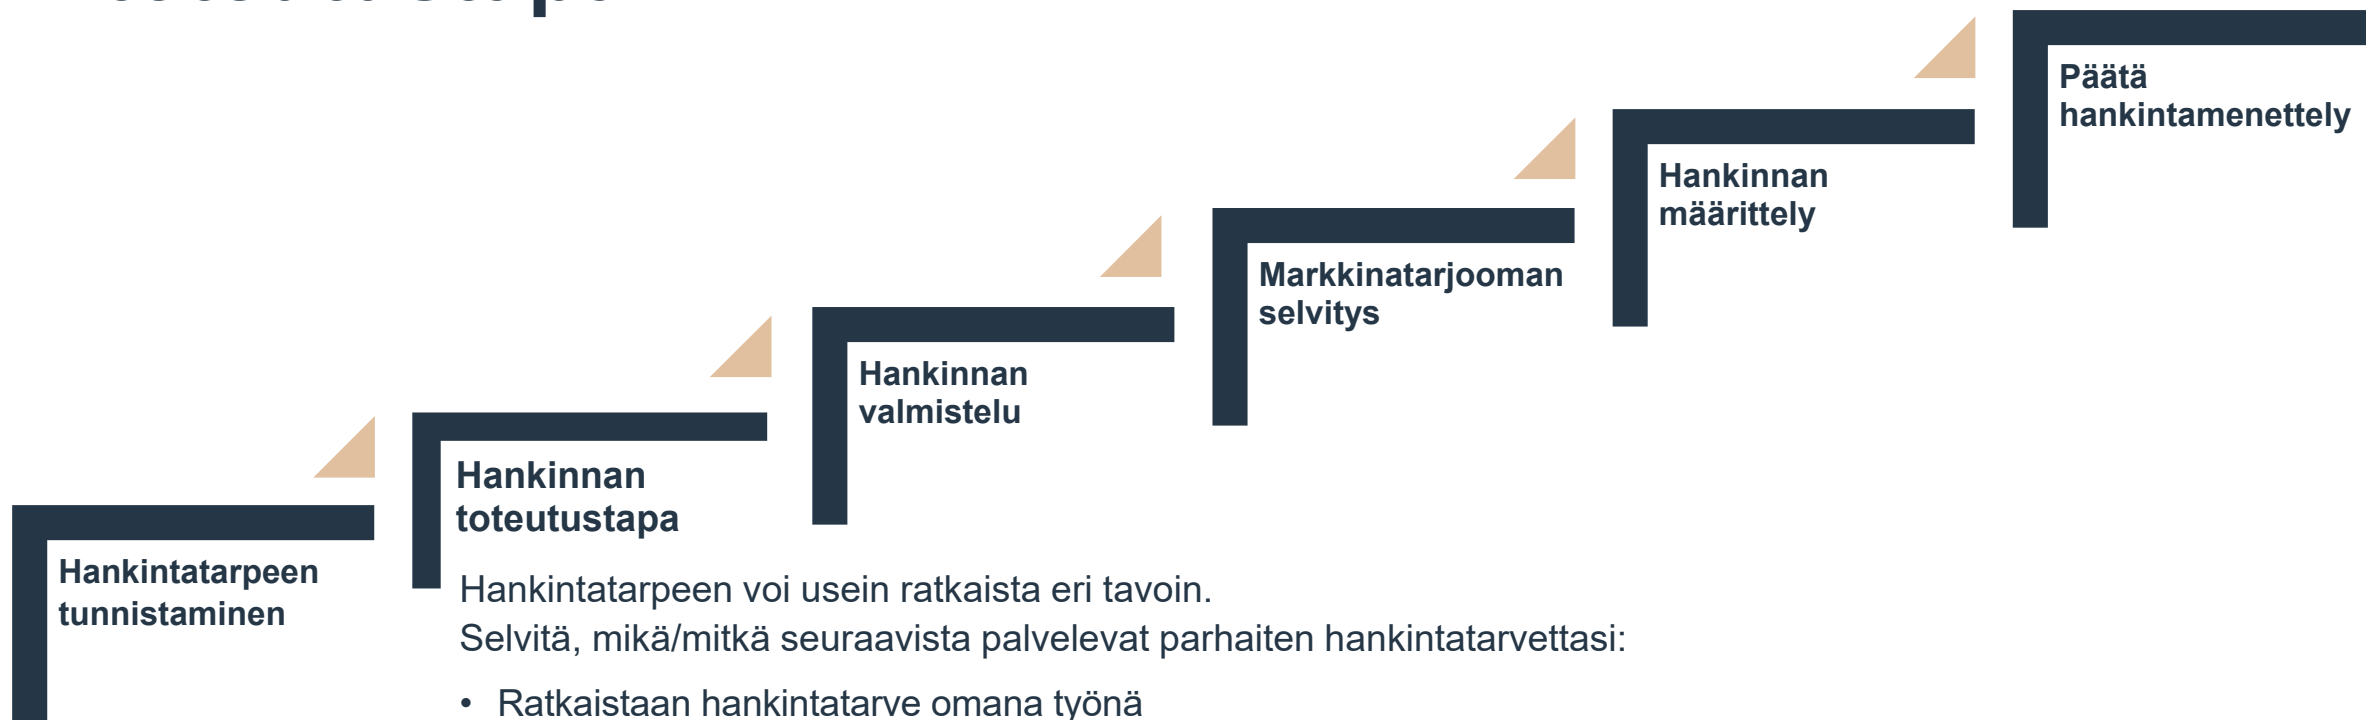 Päätä
hankintamenettely
Hankinnan
määrittely
Markkinatarjooman
selvitys
Hankinnan
valmistelu
Hankinnan
toteutustapa
Hankintatarpeen
tunnistaminen
Hankintatarpeen voi usein ratkaista eri tavoin.
Selvitä, mikä/mitkä seuraavista palvelevat parhaiten hankintatarvettasi:
• Ratkaistaan hankintatarve omana työnä